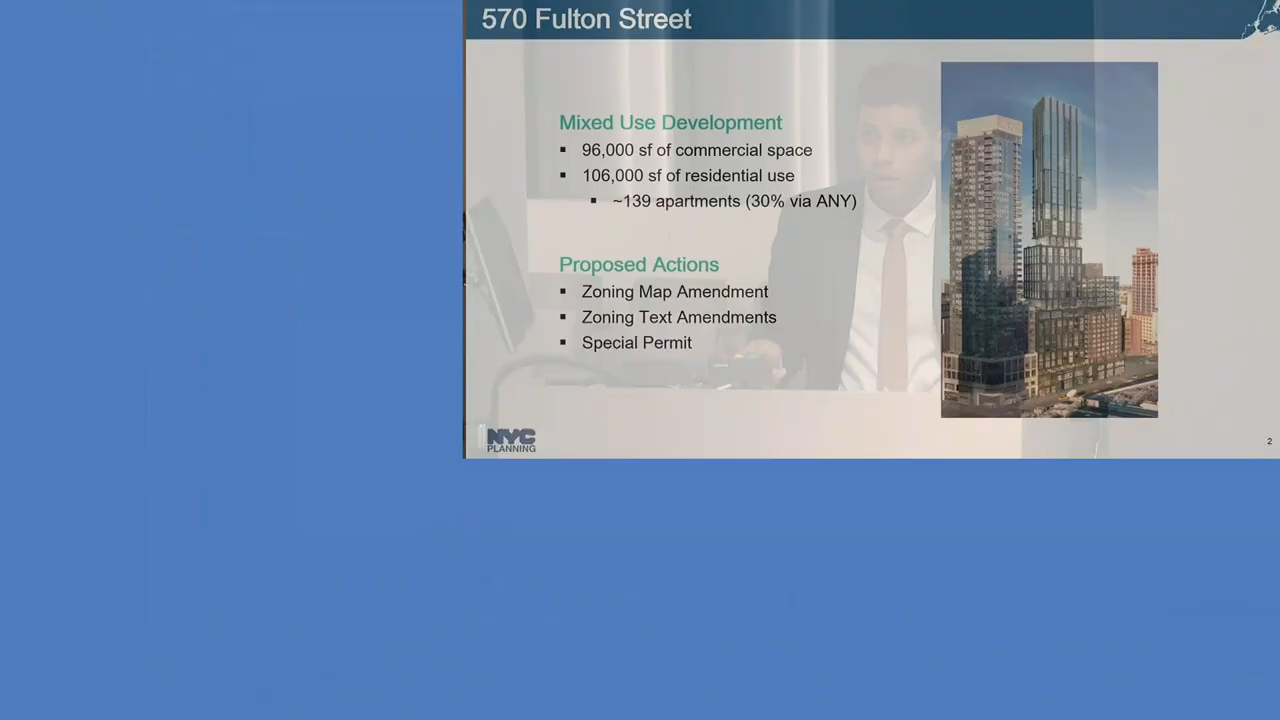 570 Fulton Street
Mixed Use Development
▪ 96,000 sf of commercial space
▪ 106,000 sf of residential use
▪ ~139 apartments (30% via ANY)
Proposed Actions
▪ Zoning Map Amendment
▪ Zoning Text Amendments
▪ Special Permit
NYC
PLANNING
2